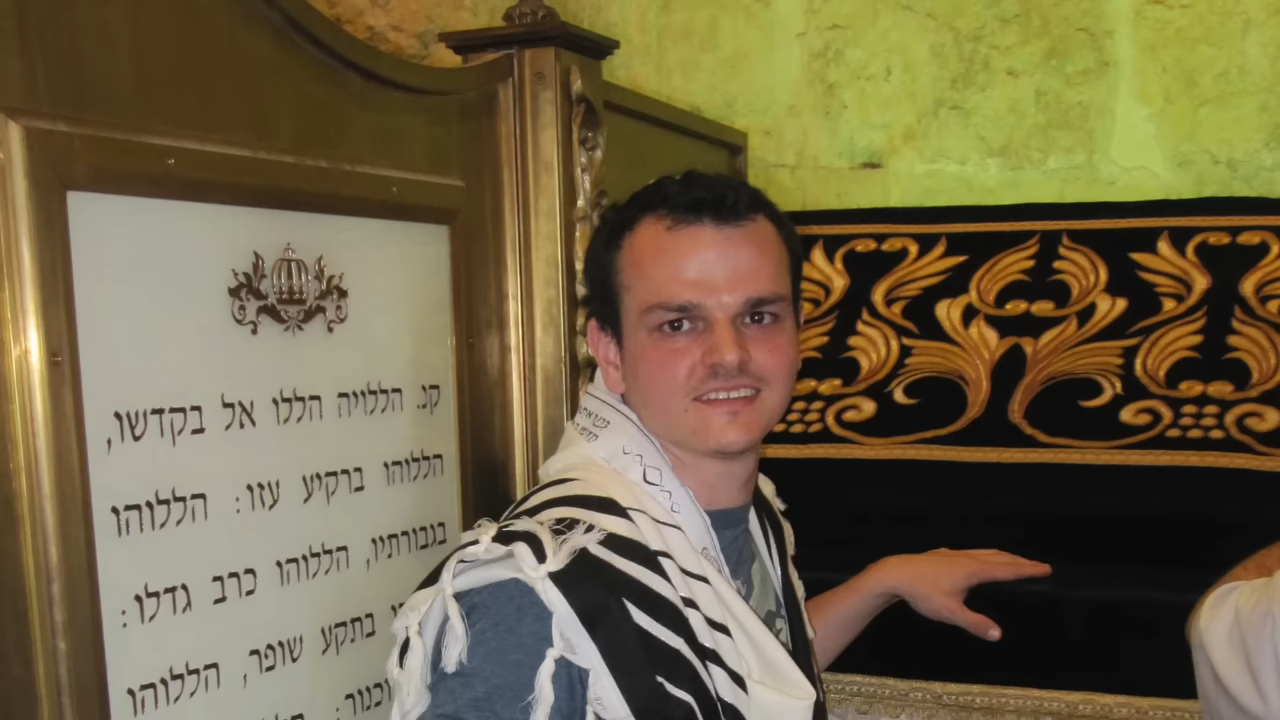 קנ. הללויה הללו אל בקדשו,
הללוהו ברקיע עזו: הללוהו
בגבורתיו, הללוהו כרב גדלו:
בתקע שופר, הללוהו
וכנור: